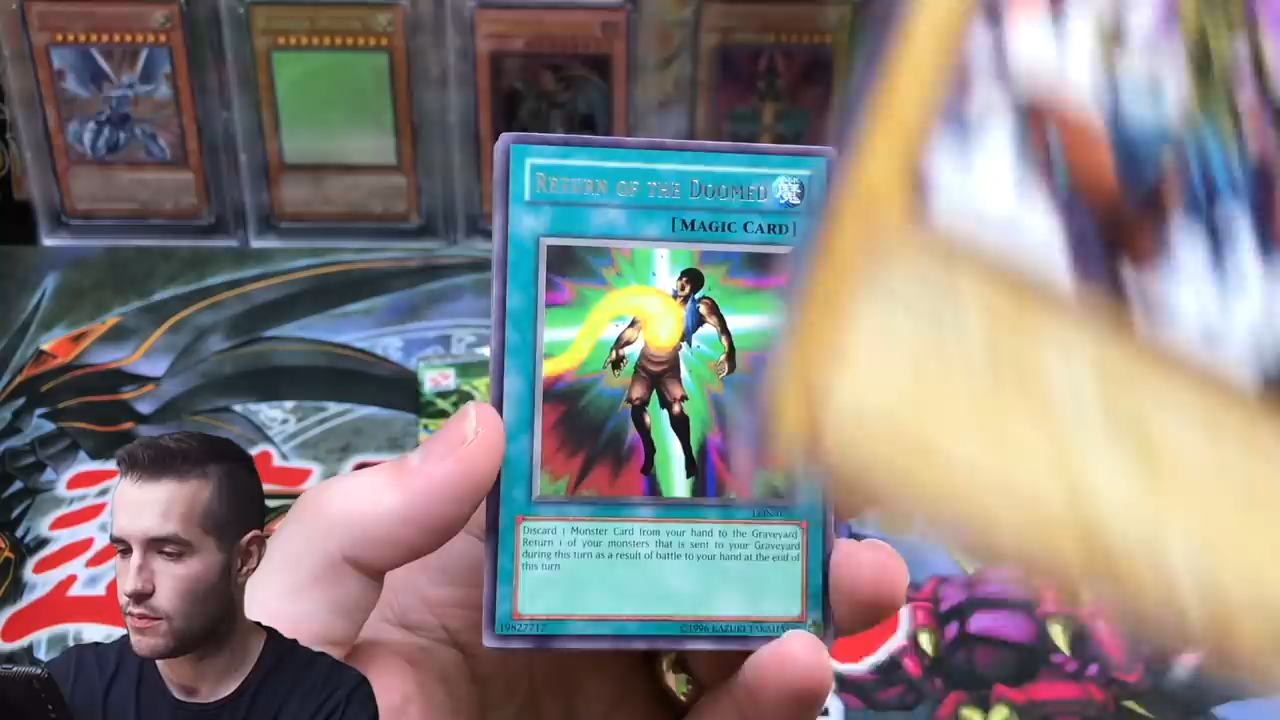 RETURN OF THE DOOMED
[MAGIC CARD]
Discard 1 Monster Card from your hand to the Graveyard
Return 1 of your monsters that is sent to your Graveyard
during this turn as a result of battle to your hand at the end of
this turn
19827717
©1996 KAZUKI TAKAHA